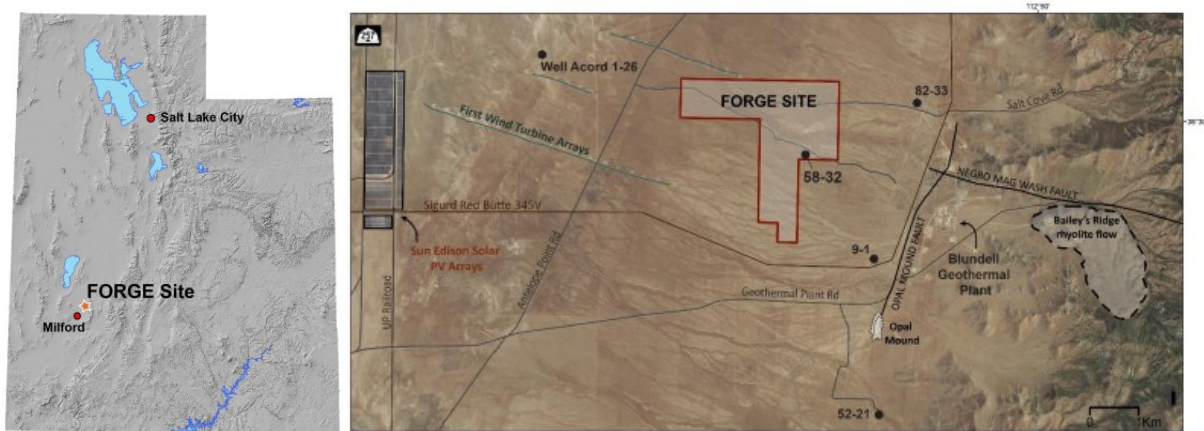 Salt Lake City
FORGE Site
Milford
112°50'
Well Acord 1-26
FORGE SITE
82-33
Salt Cove Rd
First Wind Turbine Arrays
58-32
NEGRO MAG WASH FAULT
Sigurd Red Butte 345V
Bailey's Ridge
rhyolite flow
Sun Edison Solar
PV Arrays
Antelope Point Rd
9-1
OPAL MOUND FAULT
Blundell
Geothermal
Plant
UP Railroad
Geothermal Plant Rd
Opal
Mound
52-21
0 1Km